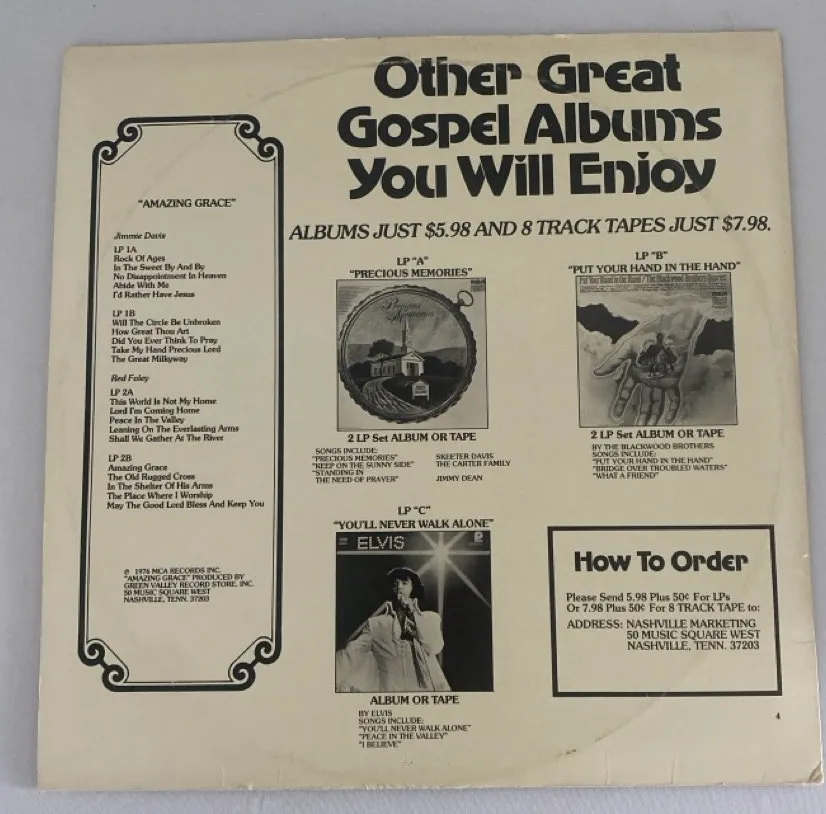 Other Great
Gospel Albums
You Will Enjoy
ALBUMS JUST $5.98 AND 8 TRACK TAPES JUST $7.98.
"AMAZING GRACE"
Jimmie Davis
LP 1A
Rock Of Ages
In The Sweet By And By
No Disappointment In Heaven
Abide With Me
I'd Rather Have Jesus
LP 1B
Will The Circle Be Unbroken
How Great Thou Art
Did You Ever Think To Pray
Take My Hand Precious Lord
The Great Milkyway
Red Foley
LP 2A
This World Is Not My Home
Lord I'm Coming Home
Peace In The Valley
Leaning On The Everlasting Arms
Shall We Gather At The River
LP 2B
Amazing Grace
The Old Rugged Cross
In The Shelter Of His Arms
The Place Where I Worship
May The Good Lord Bless And Keep You
℗ 1976 MCA RECORDS INC.
"AMAZING GRACE" PRODUCED BY
GREEN VALLEY RECORD STORE, INC.
50 MUSIC SQUARE WEST
NASHVILLE, TENN. 37203
LP "A"
"PRECIOUS MEMORIES"
Precious
Memories
2 LP Set ALBUM OR TAPE
SONGS INCLUDE:
"PRECIOUS MEMORIES" SKEETER DAVIS
"KEEP ON THE SUNNY SIDE" THE CARTER FAMILY
"STANDING IN
THE NEED OF PRAYER" JIMMY DEAN
LP "B"
"PUT YOUR HAND IN THE HAND"
Put Your Hand in the Hand / The Blackwood Brothers Quartet
2 LP Set ALBUM OR TAPE
BY THE BLACKWOOD BROTHERS
SONGS INCLUDE:
"PUT YOUR HAND IN THE HAND"
"BRIDGE OVER TROUBLED WATERS"
"WHAT A FRIEND"
LP "C"
"YOU'LL NEVER WALK ALONE"
ELVIS
ALBUM OR TAPE
BY ELVIS
SONGS INCLUDE:
"YOU'LL NEVER WALK ALONE"
"PEACE IN THE VALLEY"
"I BELIEVE"
How To Order
Please Send 5.98 Plus 50¢ For LPs
Or 7.98 Plus 50¢ For 8 TRACK TAPE to:
ADDRESS: NASHVILLE MARKETING
50 MUSIC SQUARE WEST
NASHVILLE, TENN. 37203
4